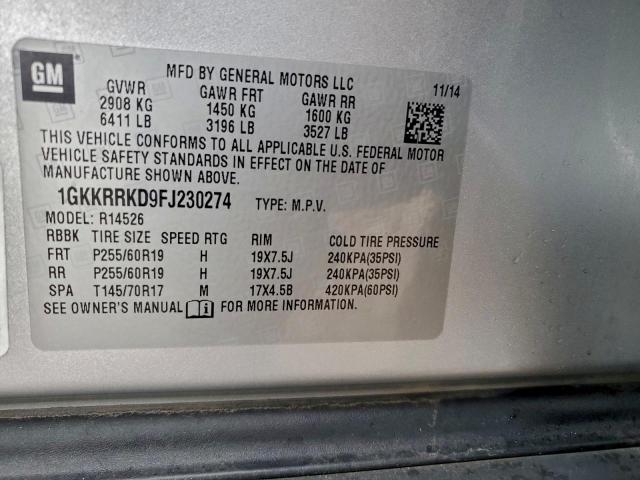 GM
MFD BY GENERAL MOTORS LLC
11/14
GVWR GAWR FRT GAWR RR
2908 KG 1450 KG 1600 KG
6411 LB 3196 LB 3527 LB
THIS VEHICLE CONFORMS TO ALL APPLICABLE U.S. FEDERAL MOTOR
VEHICLE SAFETY STANDARDS IN EFFECT ON THE DATE OF
MANUFACTURE SHOWN ABOVE.
1GKKRRKD9FJ230274 TYPE: M.P.V.
MODEL: R14526
RBBK TIRE SIZE SPEED RTG RIM COLD TIRE PRESSURE
FRT P255/60R19 H 19X7.5J 240KPA(35PSI)
RR P255/60R19 H 19X7.5J 240KPA(35PSI)
SPA T145/70R17 M 17X4.5B 420KPA(60PSI)
SEE OWNER'S MANUAL FOR MORE INFORMATION.